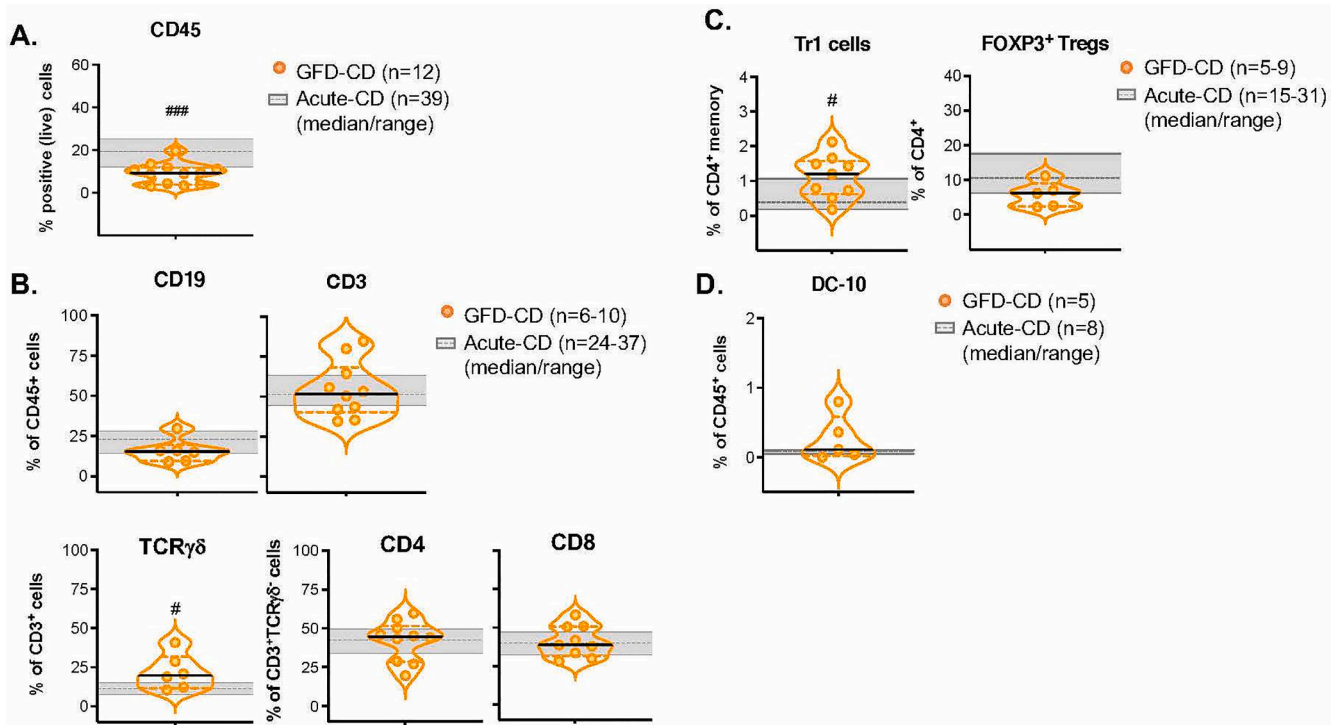 A.
CD45
% positive (live) cells
60
40
20
0
###
GFD-CD (n=12)
Acute-CD (n=39)
(median/range)
B.
CD19
% of CD45+ cells
100
75
50
25
0
CD3
GFD-CD (n=6-10)
Acute-CD (n=24-37)
(median/range)
TCRγδ
% of CD3⁺ cells
100
75
50
25
0
#
CD4
% of CD3⁺TCRγδ⁻ cells
100
75
50
25
0
CD8
100
75
50
25
0
C.
Tr1 cells
% of CD4⁺ memory
4
3
2
1
0
#
FOXP3⁺ Tregs
% of CD4⁺
40
30
20
10
0
GFD-CD (n=5-9)
Acute-CD (n=15-31)
(median/range)
D.
DC-10
% of CD45⁺ cells
2
1
0
GFD-CD (n=5)
Acute-CD (n=8)
(median/range)